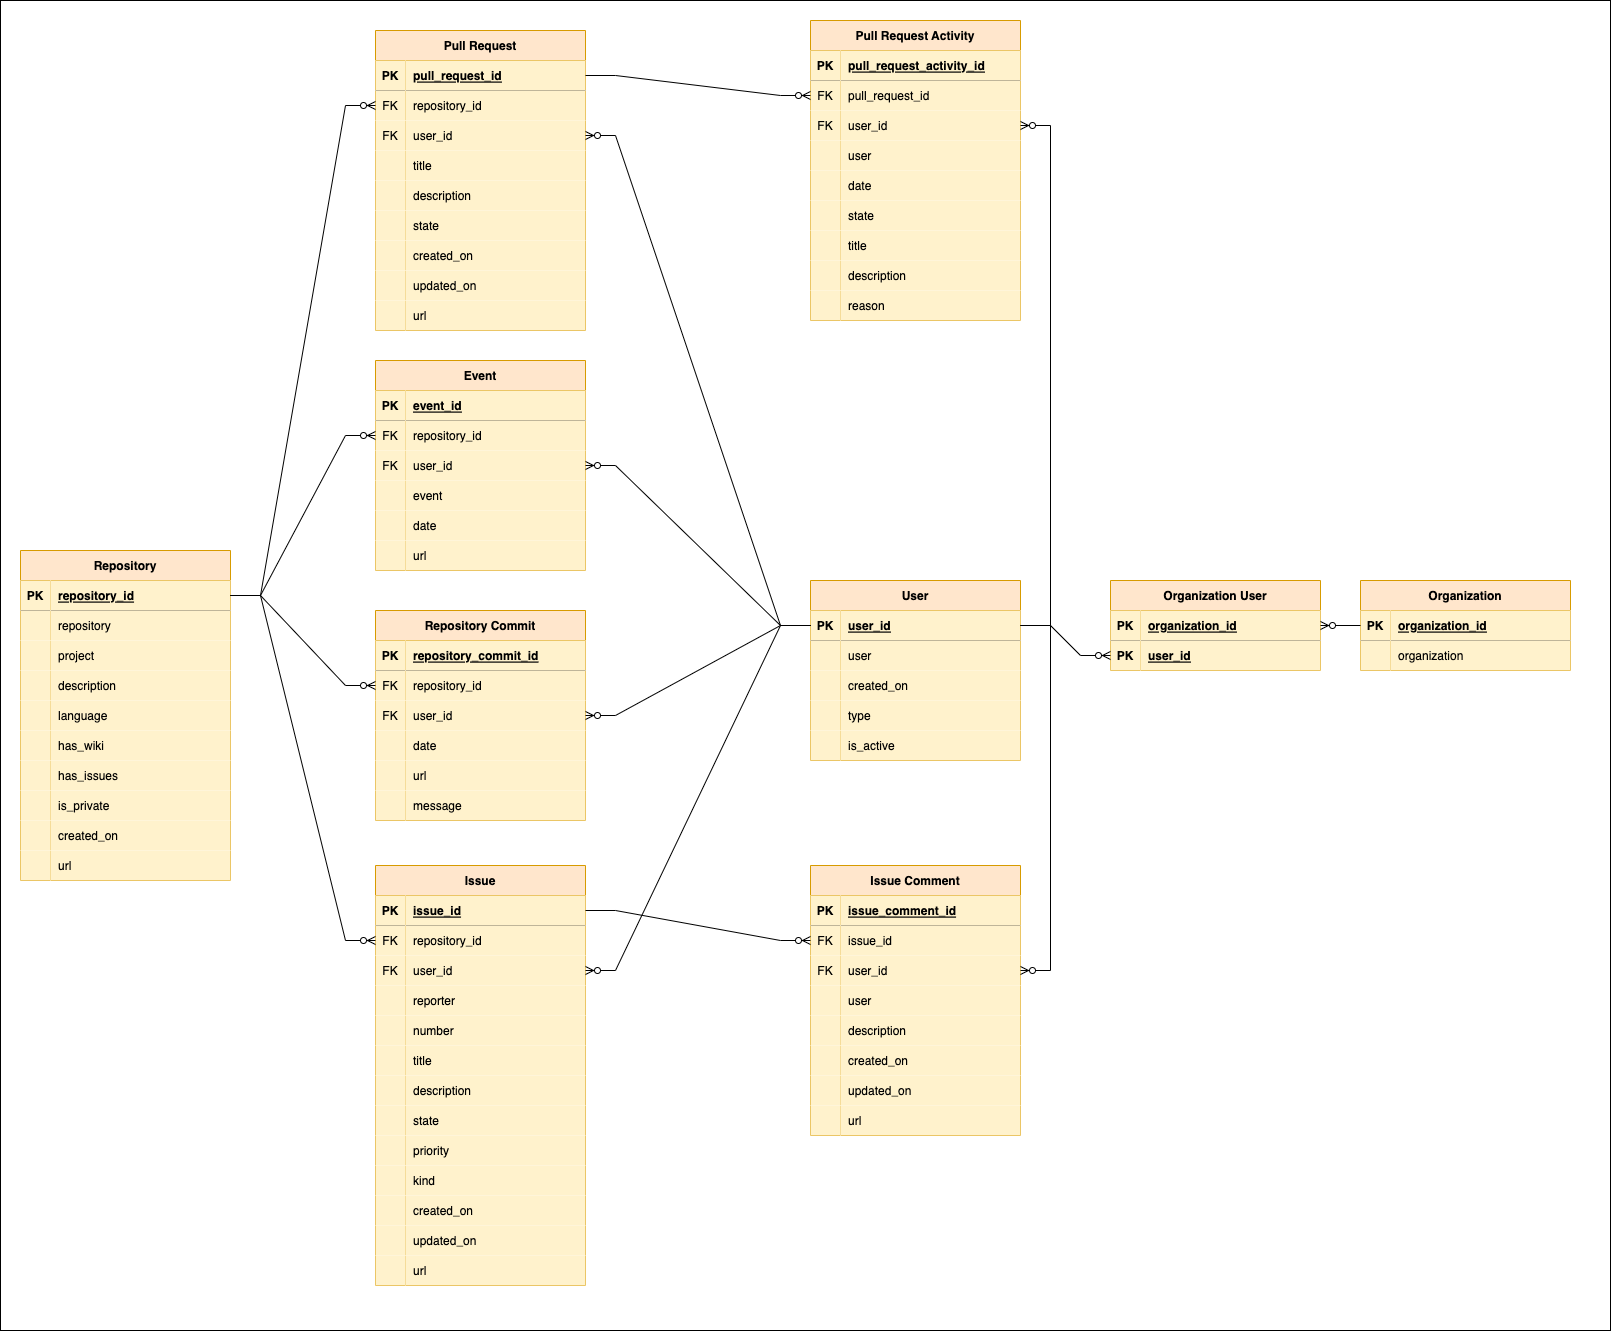 Pull Request
PK pull_request_id
FK repository_id
FK user_id
title
description
state
created_on
updated_on
url
Pull Request Activity
PK pull_request_activity_id
FK pull_request_id
FK user_id
user
date
state
title
description
reason
Event
PK event_id
FK repository_id
FK user_id
event
date
url
Repository
PK repository_id
repository
project
description
language
has_wiki
has_issues
is_private
created_on
url
Repository Commit
PK repository_commit_id
FK repository_id
FK user_id
date
url
message
User
PK user_id
user
created_on
type
is_active
Organization User
PK organization_id
PK user_id
Organization
PK organization_id
organization
Issue
PK issue_id
FK repository_id
FK user_id
reporter
number
title
description
state
priority
kind
created_on
updated_on
url
Issue Comment
PK issue_comment_id
FK issue_id
FK user_id
user
description
created_on
updated_on
url